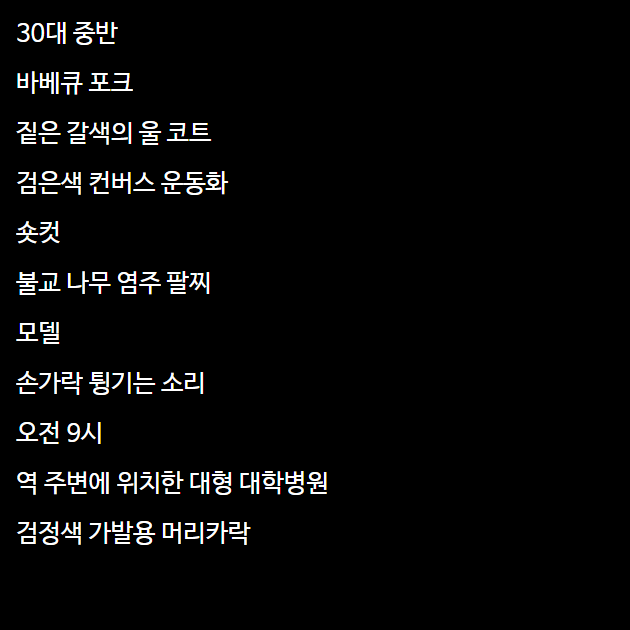 30대 중반
바베큐 포크
짙은 갈색의 울 코트
검은색 컨버스 운동화
숏컷
불교 나무 염주 팔찌
모델
손가락 튕기는 소리
오전 9시
역 주변에 위치한 대형 대학병원
검정색 가발용 머리카락